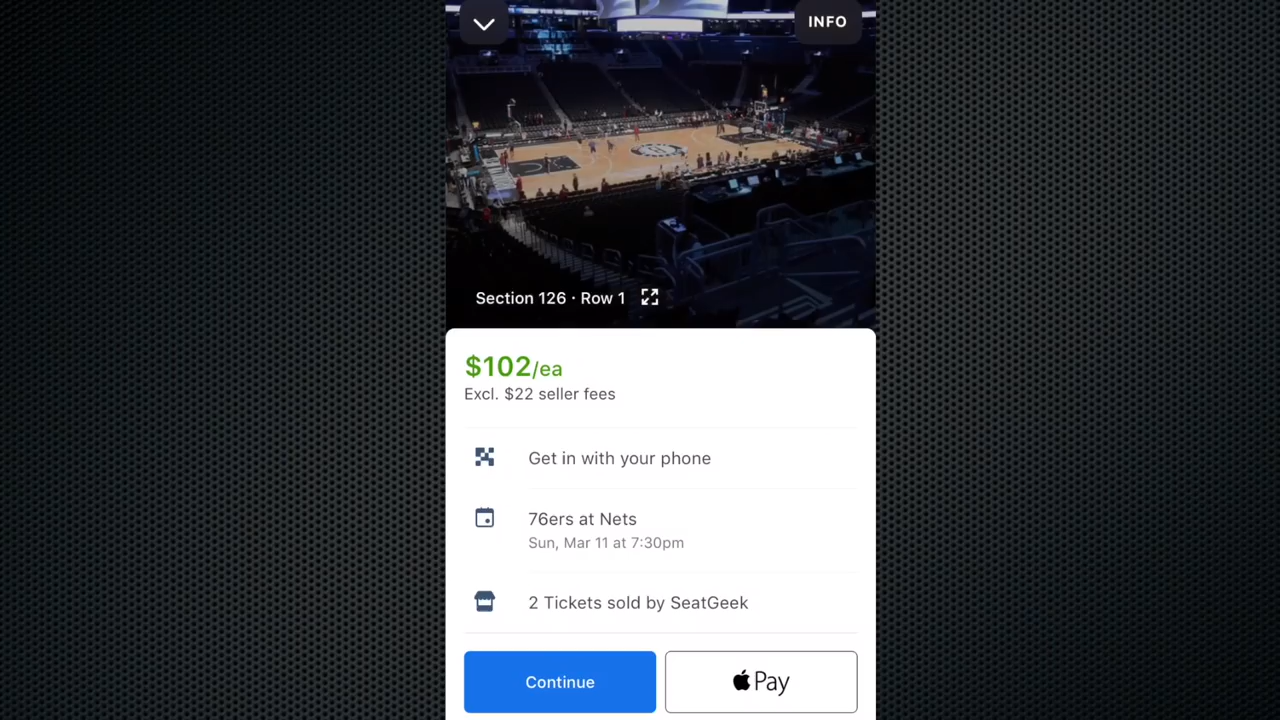 INFO
Section 126 · Row 1
$102/ea
Excl. $22 seller fees
Get in with your phone
76ers at Nets
Sun, Mar 11 at 7:30pm
2 Tickets sold by SeatGeek
Continue
Pay